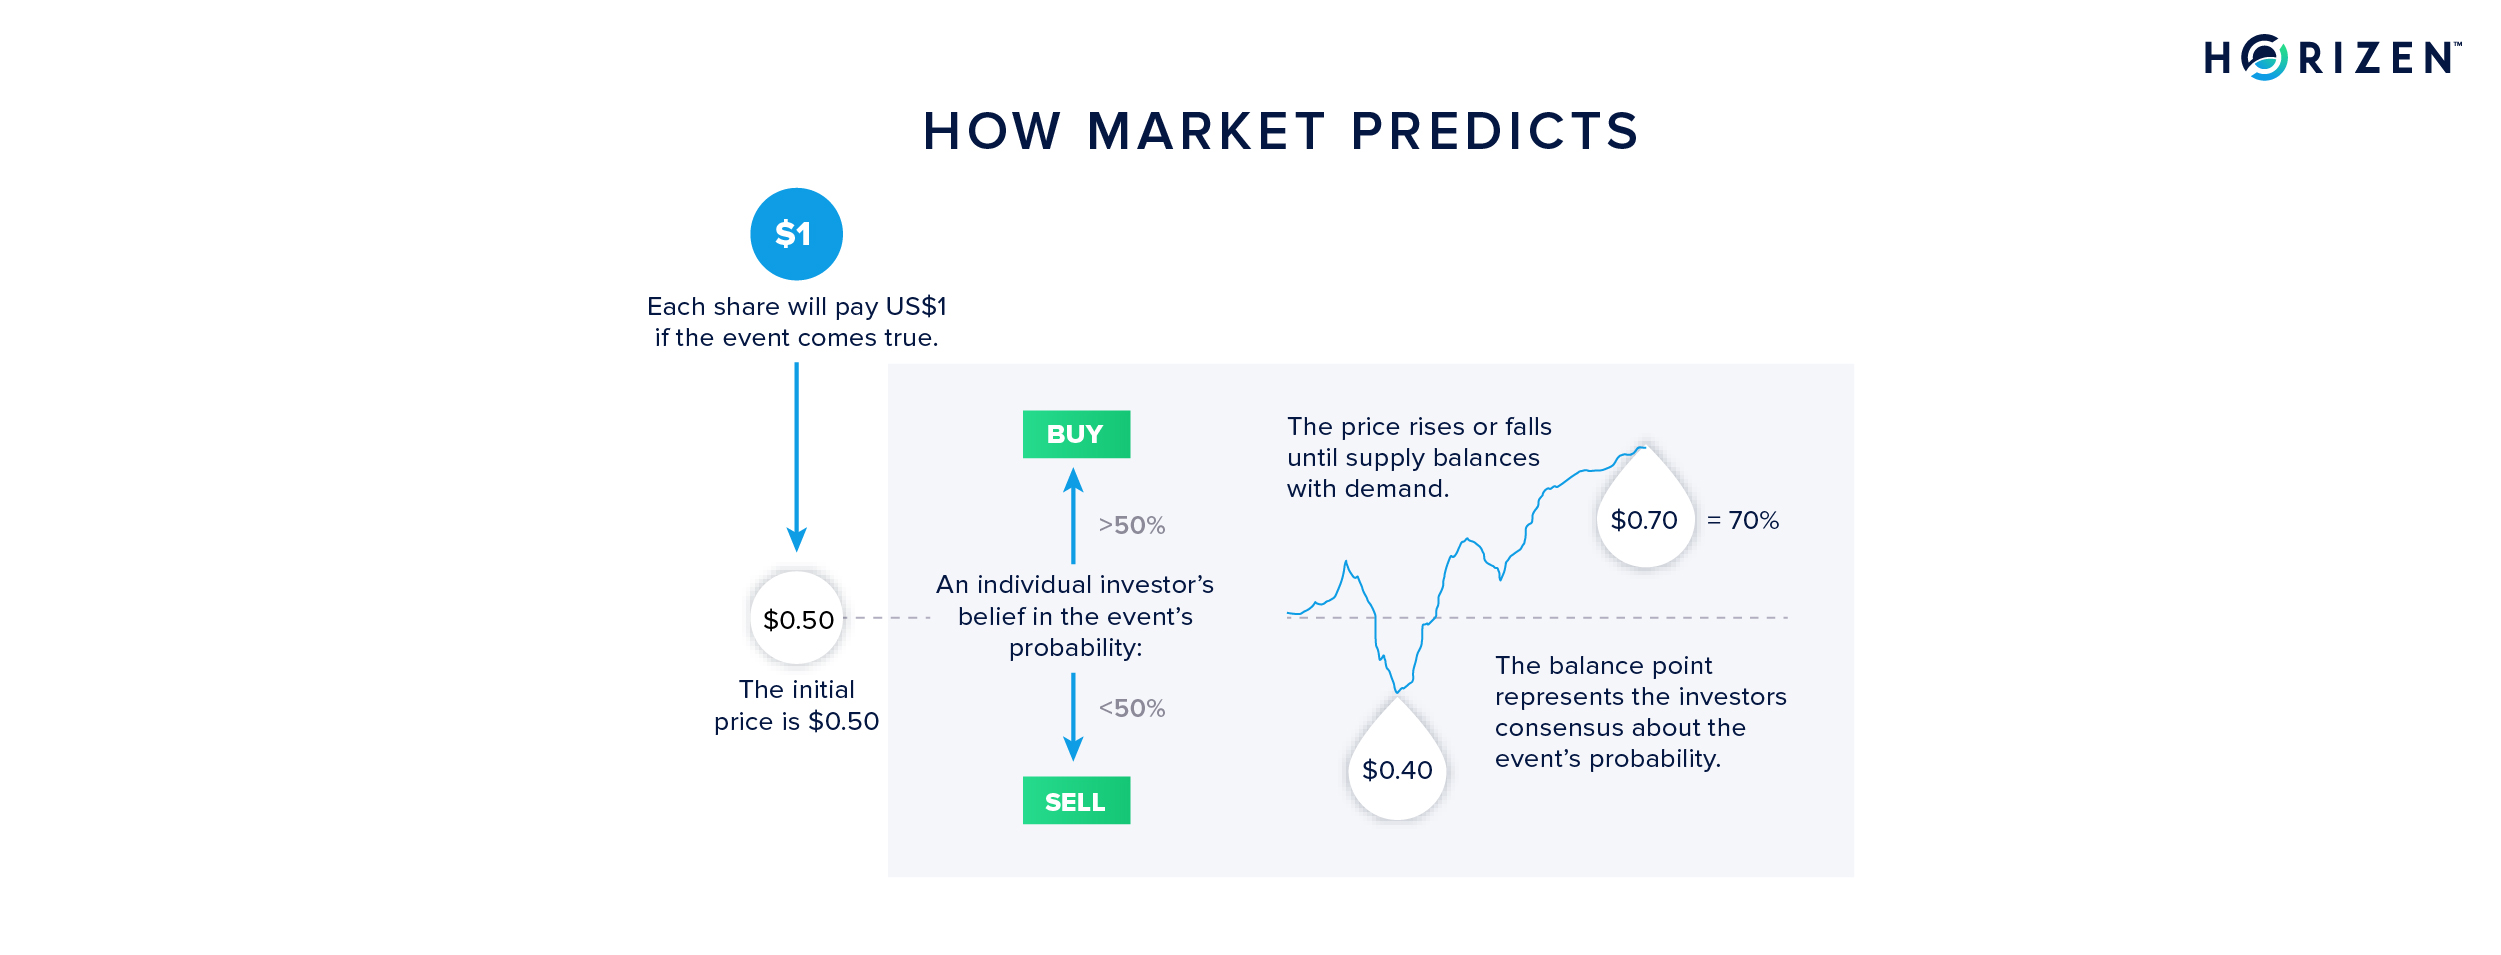 HORIZEN™
HOW MARKET PREDICTS
$1
Each share will pay US$1
if the event comes true.
$0.50
The initial
price is $0.50
BUY
>50%
An individual investor’s
belief in the event’s
probability:
<50%
SELL
The price rises or falls
until supply balances
with demand.
$0.70
= 70%
$0.40
The balance point
represents the investors
consensus about the
event’s probability.